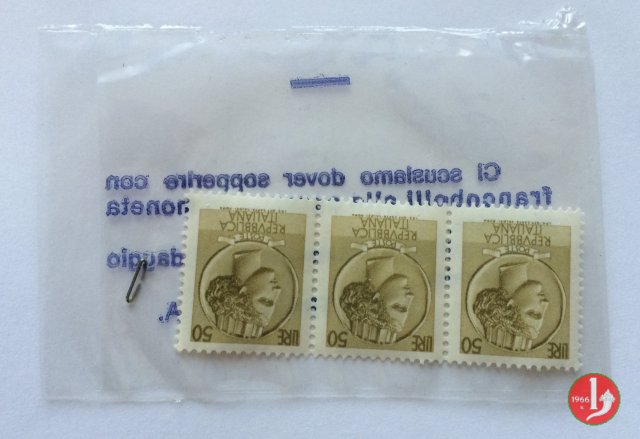 Ci scusiamo dover sopperire con
francobolli alla moneta
daggio
A.
LIRE 50
POSTE
REPUBBLICA
ITALIANA
LIRE 50
POSTE
REPUBBLICA
ITALIANA
LIRE 50
POSTE
REPUBBLICA
ITALIANA
1966